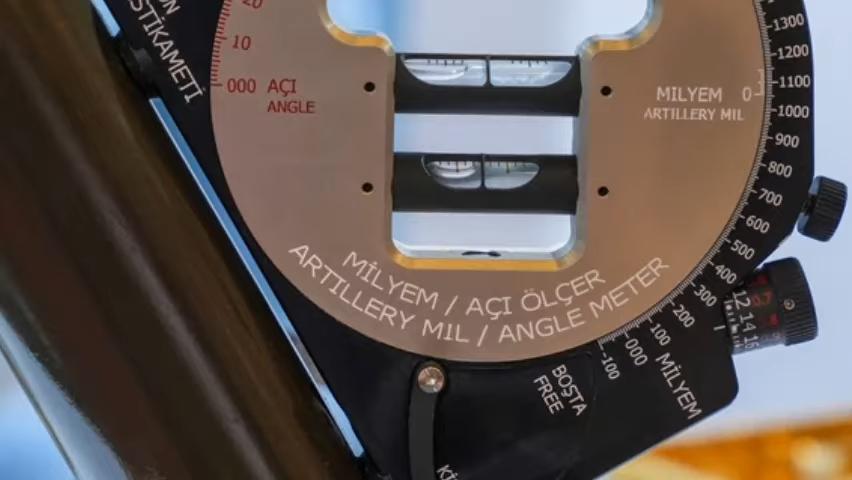 STİKAMETİ
20
10
000 AÇI
ANGLE
MİLYEM 0
ARTILLERY MIL
1300
1200
1100
1000
900
800
700
600
500
400
300
200
100
000
-100
MİLYEM
MİLYEM / AÇI ÖLÇER
ARTILLERY MIL / ANGLE METER
BOŞTA
FREE
12
14
0.7